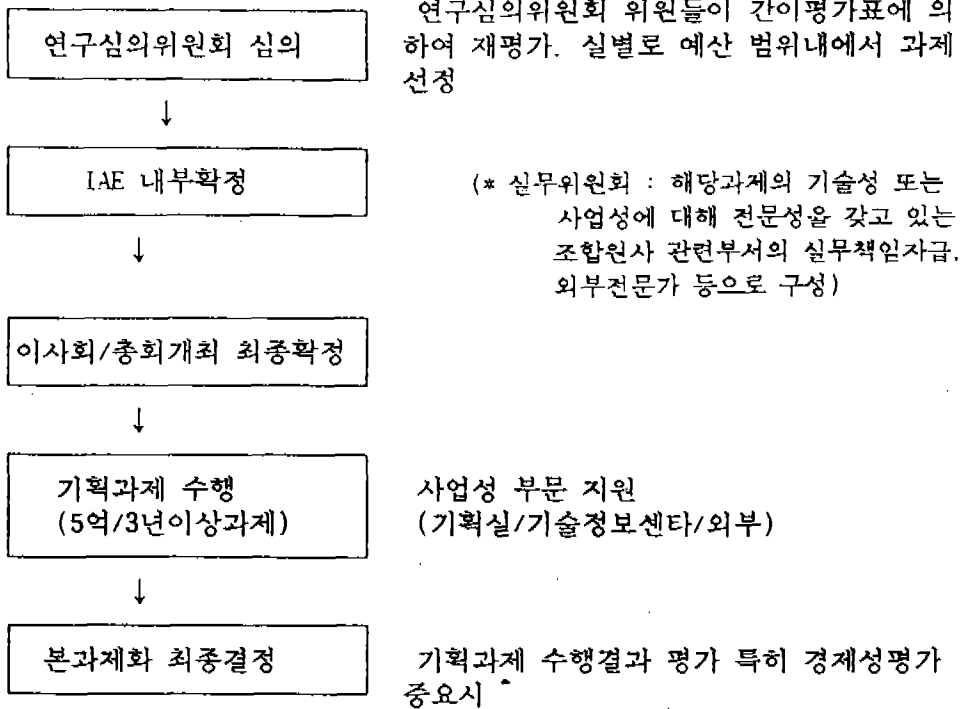 연구심의위원회 심의
연구심의위원회 위원들이 간이평가표에 의
하여 재평가. 실별로 예산 범위내에서 과제
선정
↓
IAE 내부확정
(* 실무위원회 : 해당과제의 기술성 또는
사업성에 대해 전문성을 갖고 있는
조합원사 관련부서의 실무책임자급.
외부전문가 등으로 구성)
↓
이사회/총회개최 최종확정
↓
기획과제 수행
(5억/3년이상과제)
사업성 부문 지원
(기획실/기술정보센타/외부)
↓
본과제화 최종결정
기획과제 수행결과 평가 특히 경제성평가
중요시